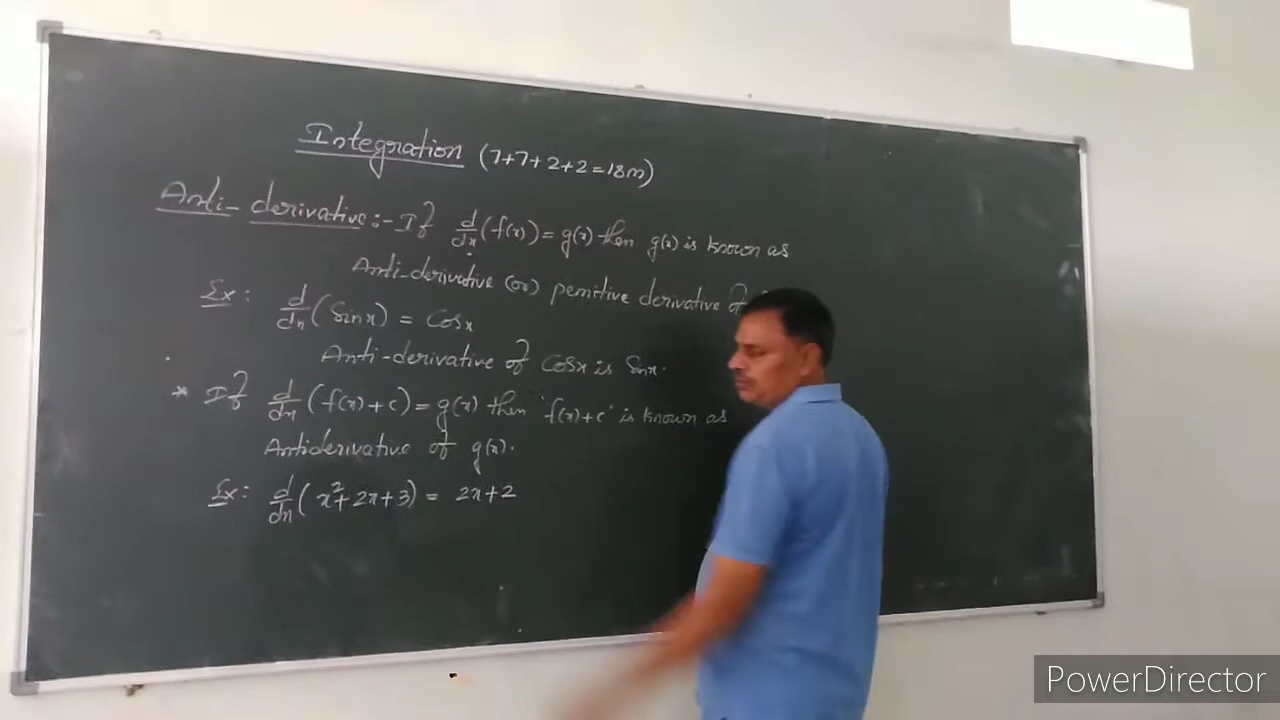 Integration (7+7+2+2=18m)
Anti-derivative:- If d/dx (f(x)) = g(x) then g(x) is known as
Anti-derivative (or) pemitive derivative of
Ex: d/dx (Sinx) = Cosx
Anti-derivative of Cosx is Sinx.
* If d/dx (f(x)+c) = g(x) then 'f(x)+c' is known as
Antiderivative of g(x).
Ex: d/dx (x²+2x+3) = 2x+2
PowerDirector